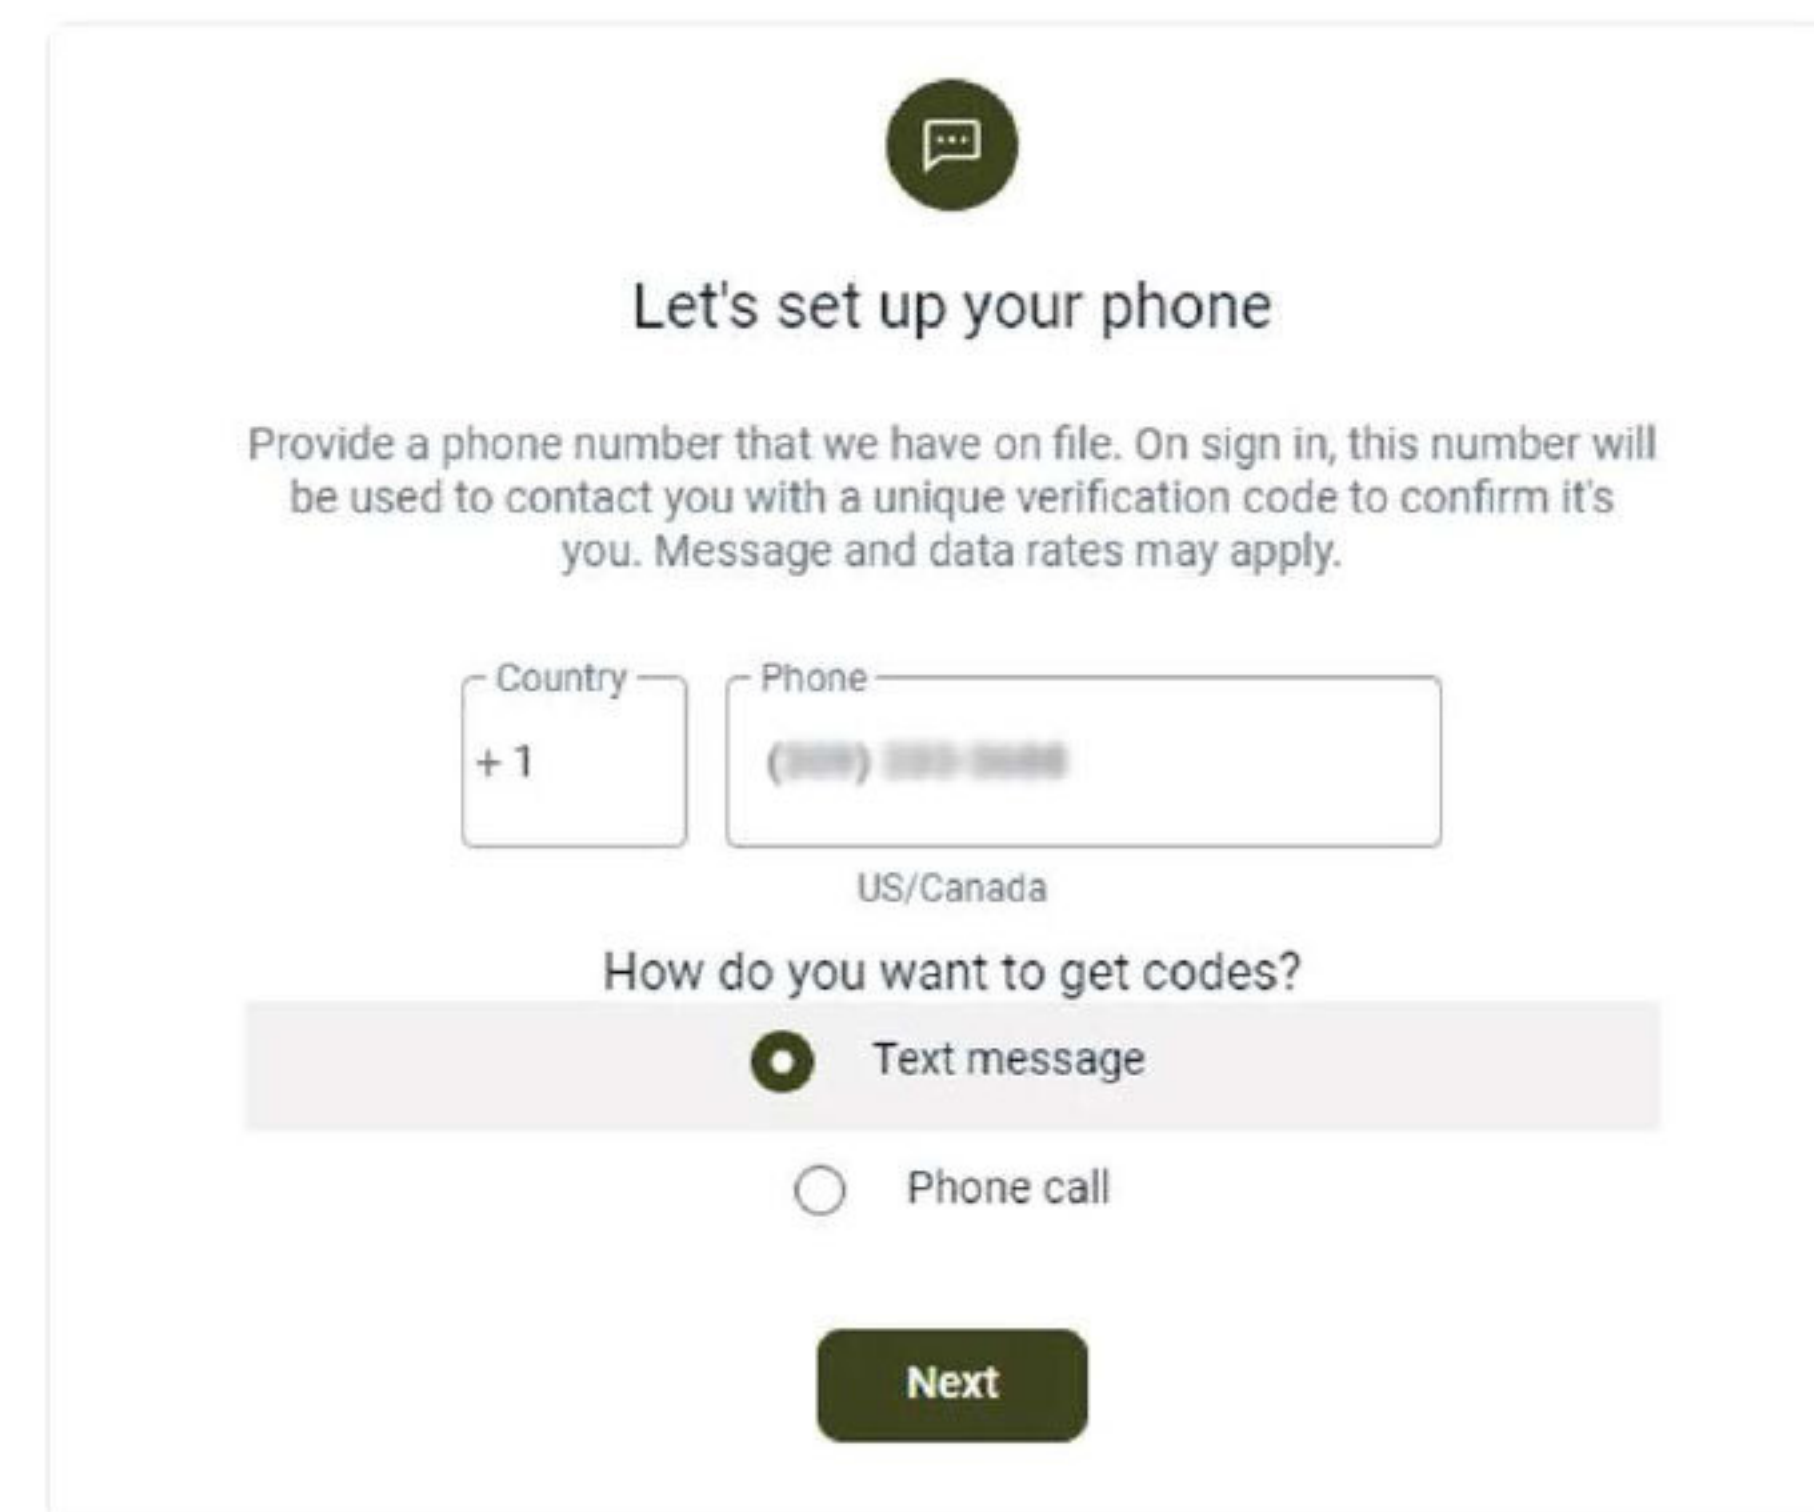 Let's set up your phone
Provide a phone number that we have on file. On sign in, this number will
be used to contact you with a unique verification code to confirm it's
you. Message and data rates may apply.
Country
Phone
+ 1
US/Canada
How do you want to get codes?
Text message
Phone call
Next